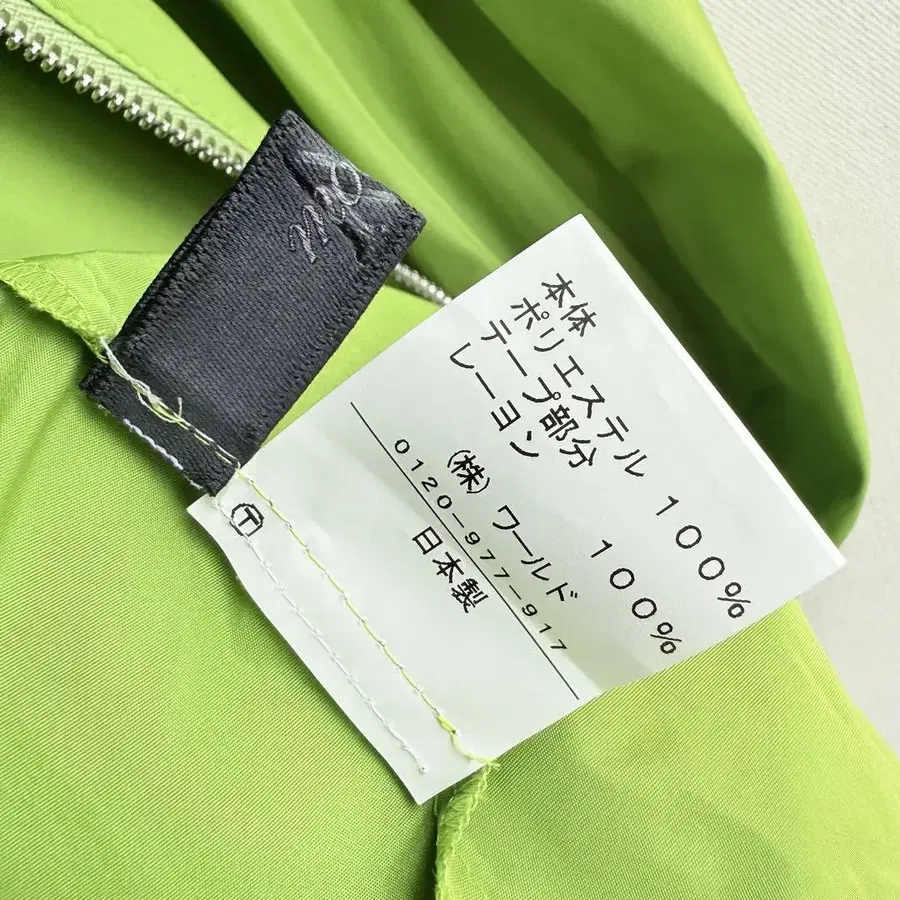 本体
ポリエステル 100%
テープ部分
レーヨン 100%
(株) ワールド
0120-977-917
日本製
T